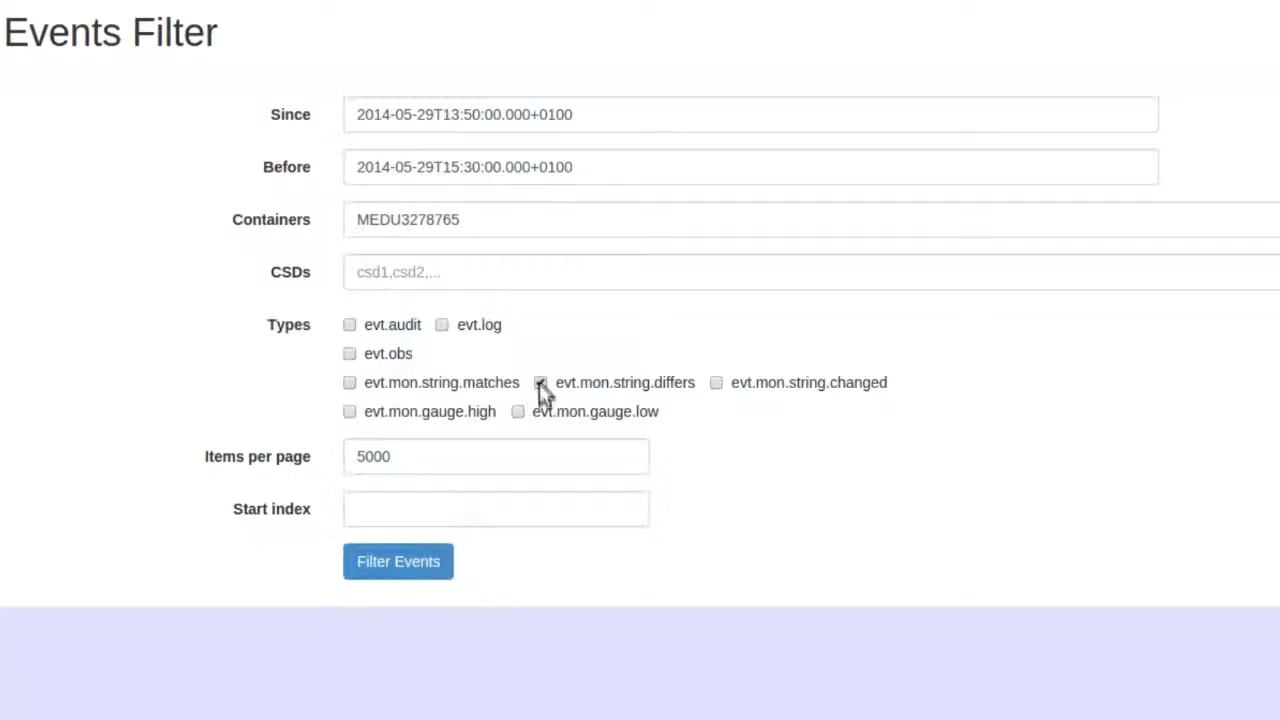 Events Filter
Since 2014-05-29T13:50:00.000+0100
Before 2014-05-29T15:30:00.000+0100
Containers MEDU3278765
CSDs csd1,csd2,...
Types evt.audit evt.log
evt.obs
evt.mon.string.matches evt.mon.string.differs evt.mon.string.changed
evt.mon.gauge.high evt.mon.gauge.low
Items per page 5000
Start index
Filter Events